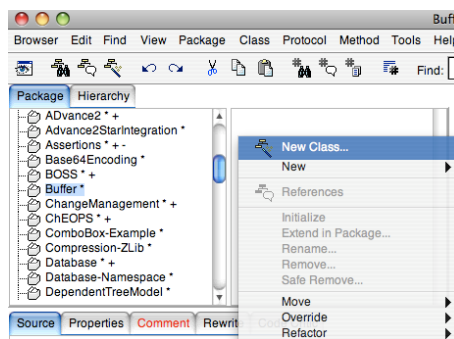 Buff
Browser Edit Find View Package Class Protocol Method Tools Help
Find:
Package Hierarchy
ADvance2 * +
Advance2StarIntegration *
Assertions * + -
Base64Encoding *
BOSS * +
Buffer *
ChangeManagement * +
ChEOPS * +
ComboBox-Example *
Compression-ZLib *
Database * +
Database-Namespace *
DependentTreeModel *
New Class...
New
References
Initialize
Extend in Package...
Rename...
Remove...
Safe Remove...
Move
Override
Refactor
Source Properties Comment Rewrite Co